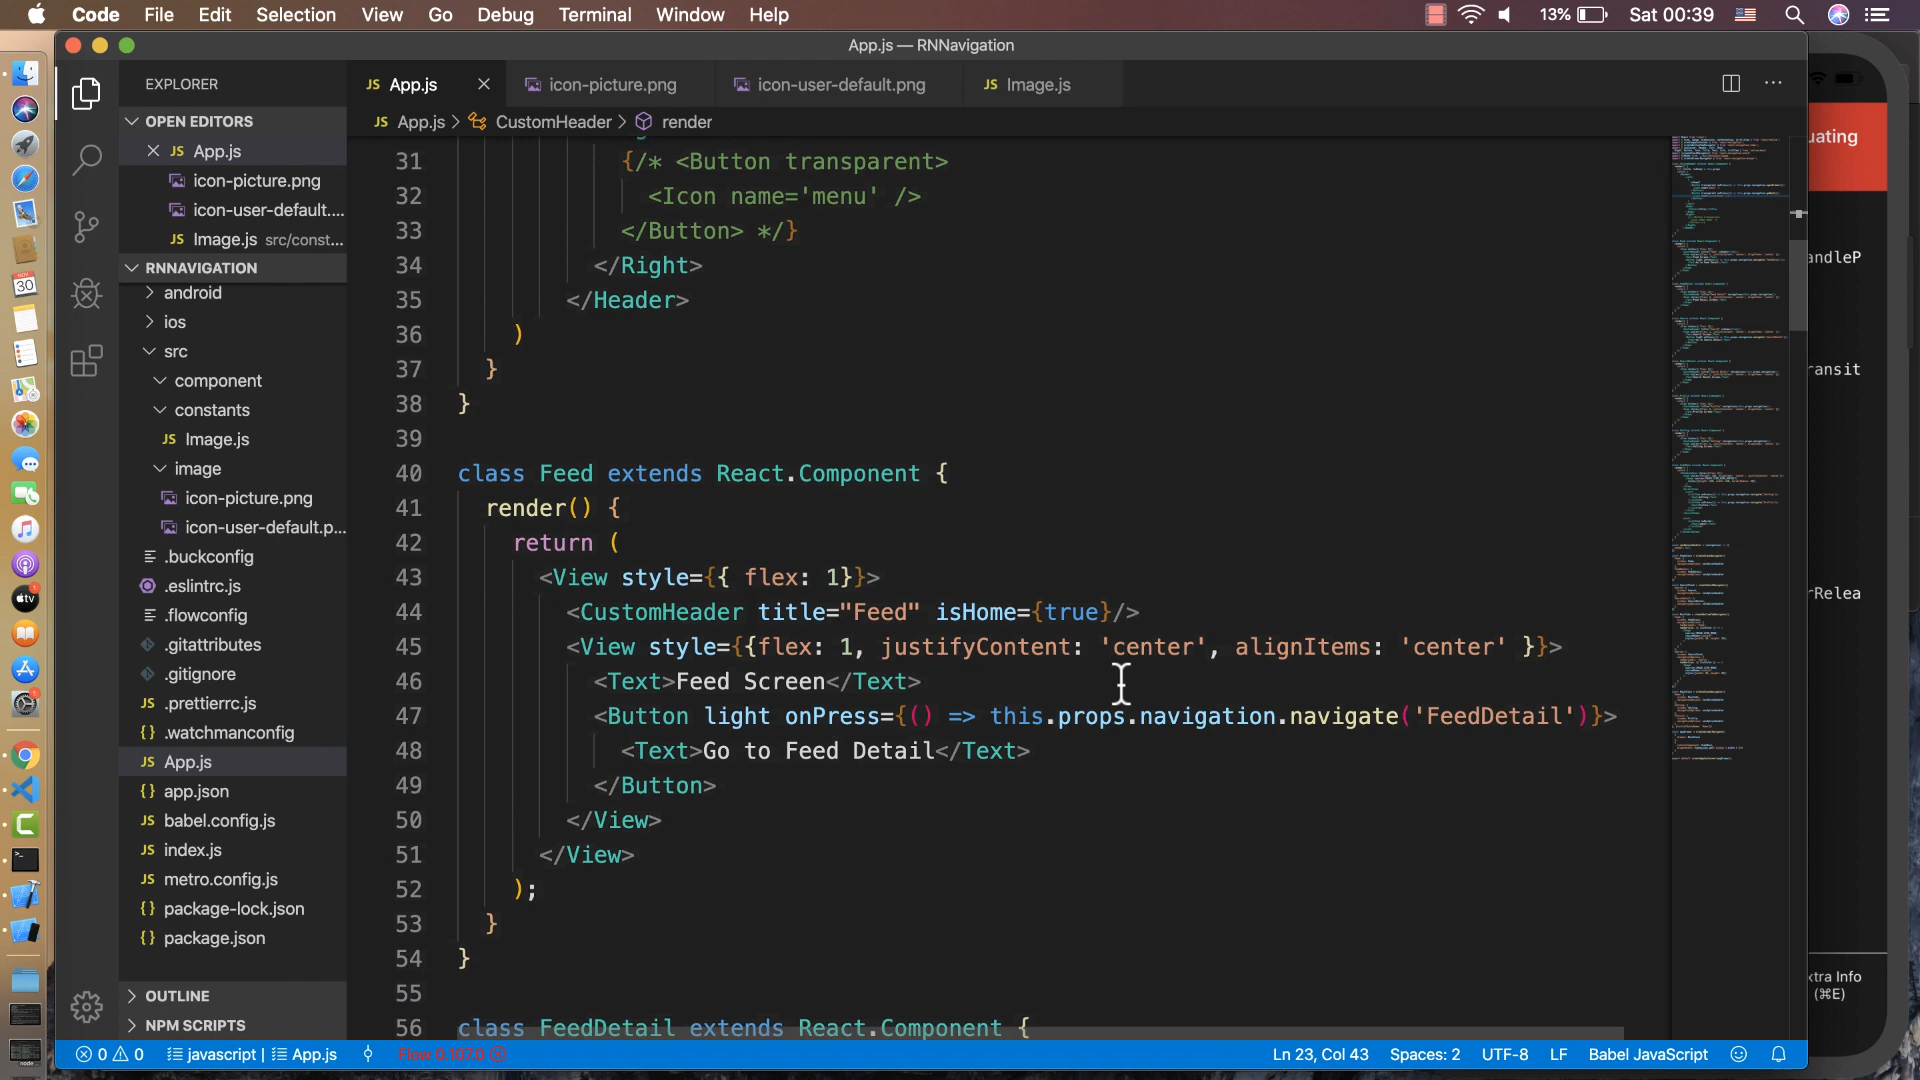 Code File Edit Selection View Go Debug Terminal Window Help 13% Sat 00:39
App.js — RNNavigation
EXPLORER
JS App.js
icon-picture.png
icon-user-default.png
JS Image.js
JS App.js > CustomHeader > render
OPEN EDITORS
JS App.js
icon-picture.png
icon-user-default....
JS Image.js src/const...
RNNAVIGATION
android
ios
src
component
constants
JS Image.js
image
icon-picture.png
icon-user-default.p...
.buckconfig
.eslintrc.js
.flowconfig
.gitattributes
.gitignore
JS .prettierrc.js
{} .watchmanconfig
JS App.js
{} app.json
JS babel.config.js
JS index.js
JS metro.config.js
{} package-lock.json
{} package.json
OUTLINE
NPM SCRIPTS
31 {/* <Button transparent>
32 <Icon name='menu' />
33 </Button> */}
34 </Right>
35 </Header>
36 )
37 }
38 }
39
40 class Feed extends React.Component {
41 render() {
42 return (
43 <View style={{ flex: 1}}>
44 <CustomHeader title="Feed" isHome={true}/>
45 <View style={{flex: 1, justifyContent: 'center', alignItems: 'center' }}>
46 <Text>Feed Screen</Text>
47 <Button light onPress={() => this.props.navigation.navigate('FeedDetail')}>
48 <Text>Go to Feed Detail</Text>
49 </Button>
50 </View>
51 </View>
52 );
53 }
54 }
55
56 class FeedDetail extends React.Component {
uating
andleP
ransit
rRelea
xtra Info
(⌘E)
0 0 javascript | App.js Flow 0.107.0 Ln 23, Col 43 Spaces: 2 UTF-8 LF Babel JavaScript
NOV
30
tv